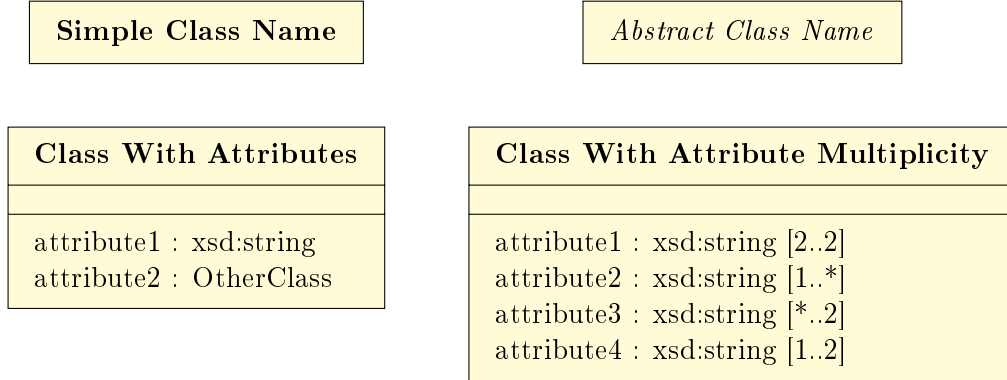 Simple Class Name
Abstract Class Name
Class With Attributes
attribute1 : xsd:string
attribute2 : OtherClass
Class With Attribute Multiplicity
attribute1 : xsd:string [2..2]
attribute2 : xsd:string [1..*]
attribute3 : xsd:string [*..2]
attribute4 : xsd:string [1..2]